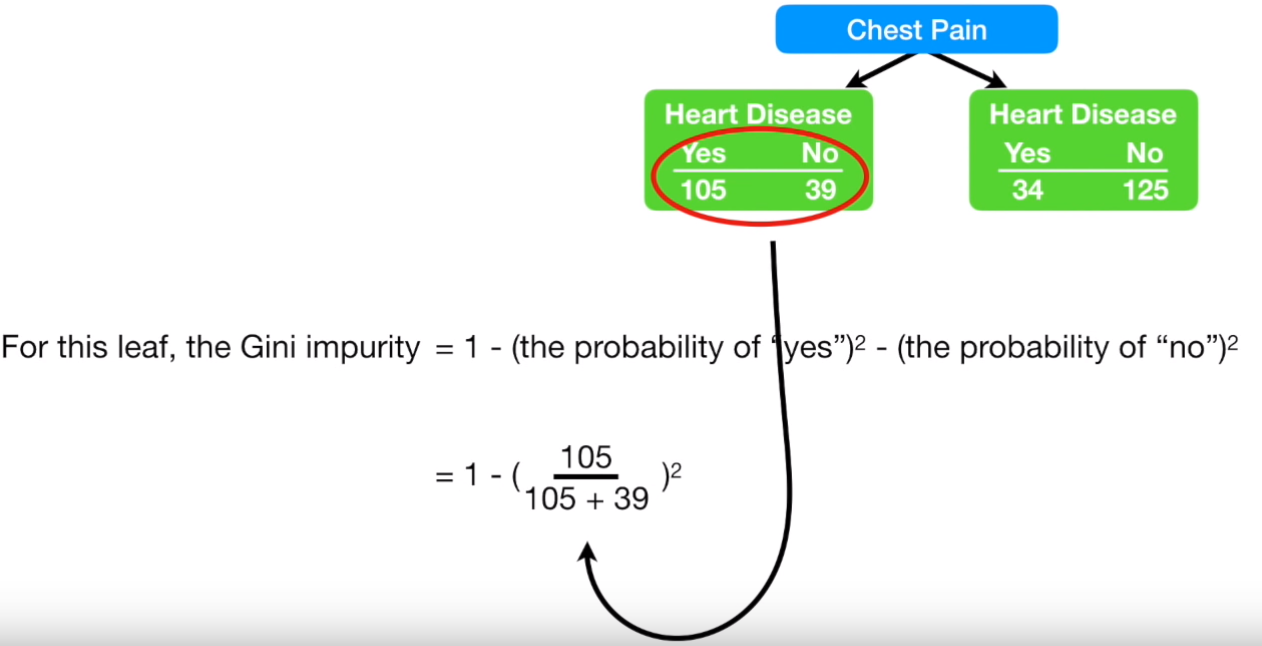 Chest Pain
Heart Disease
Yes No
105 39
Heart Disease
Yes No
34 125
For this leaf, the Gini impurity = 1 - (the probability of “yes”)² - (the probability of “no”)²
105
= 1 - ( )²
105 + 39